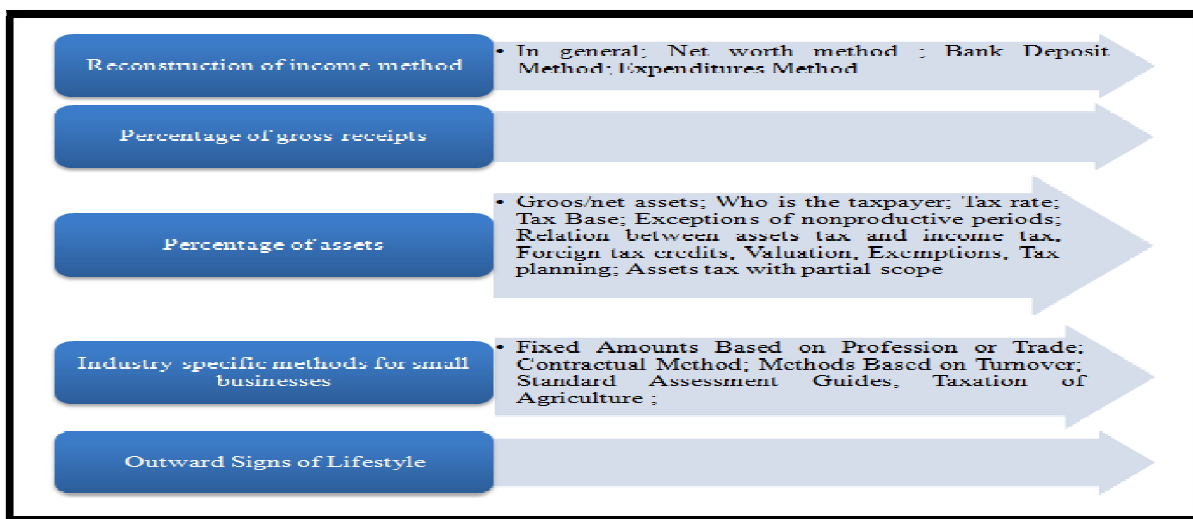 Reconstruction of income method
• In general; Net worth method ; Bank Deposit
Method; Expenditures Method
Percentage of gross receipts
Percentage of assets
• Groos/net assets; Who is the taxpayer; Tax rate;
Tax Base; Exceptions of nonproductive periods;
Relation between assets tax and income tax,
Foreign tax credits, Valuation, Exemptions, Tax
planning; Assets tax with partial scope
Industry specific methods for small
businesses
• Fixed Amounts Based on Profession or Trade;
Contractual Method; Methods Based on Turnover;
Standard Assessment Guides, Taxation of
Agriculture ;
Outward Signs of Lifestyle